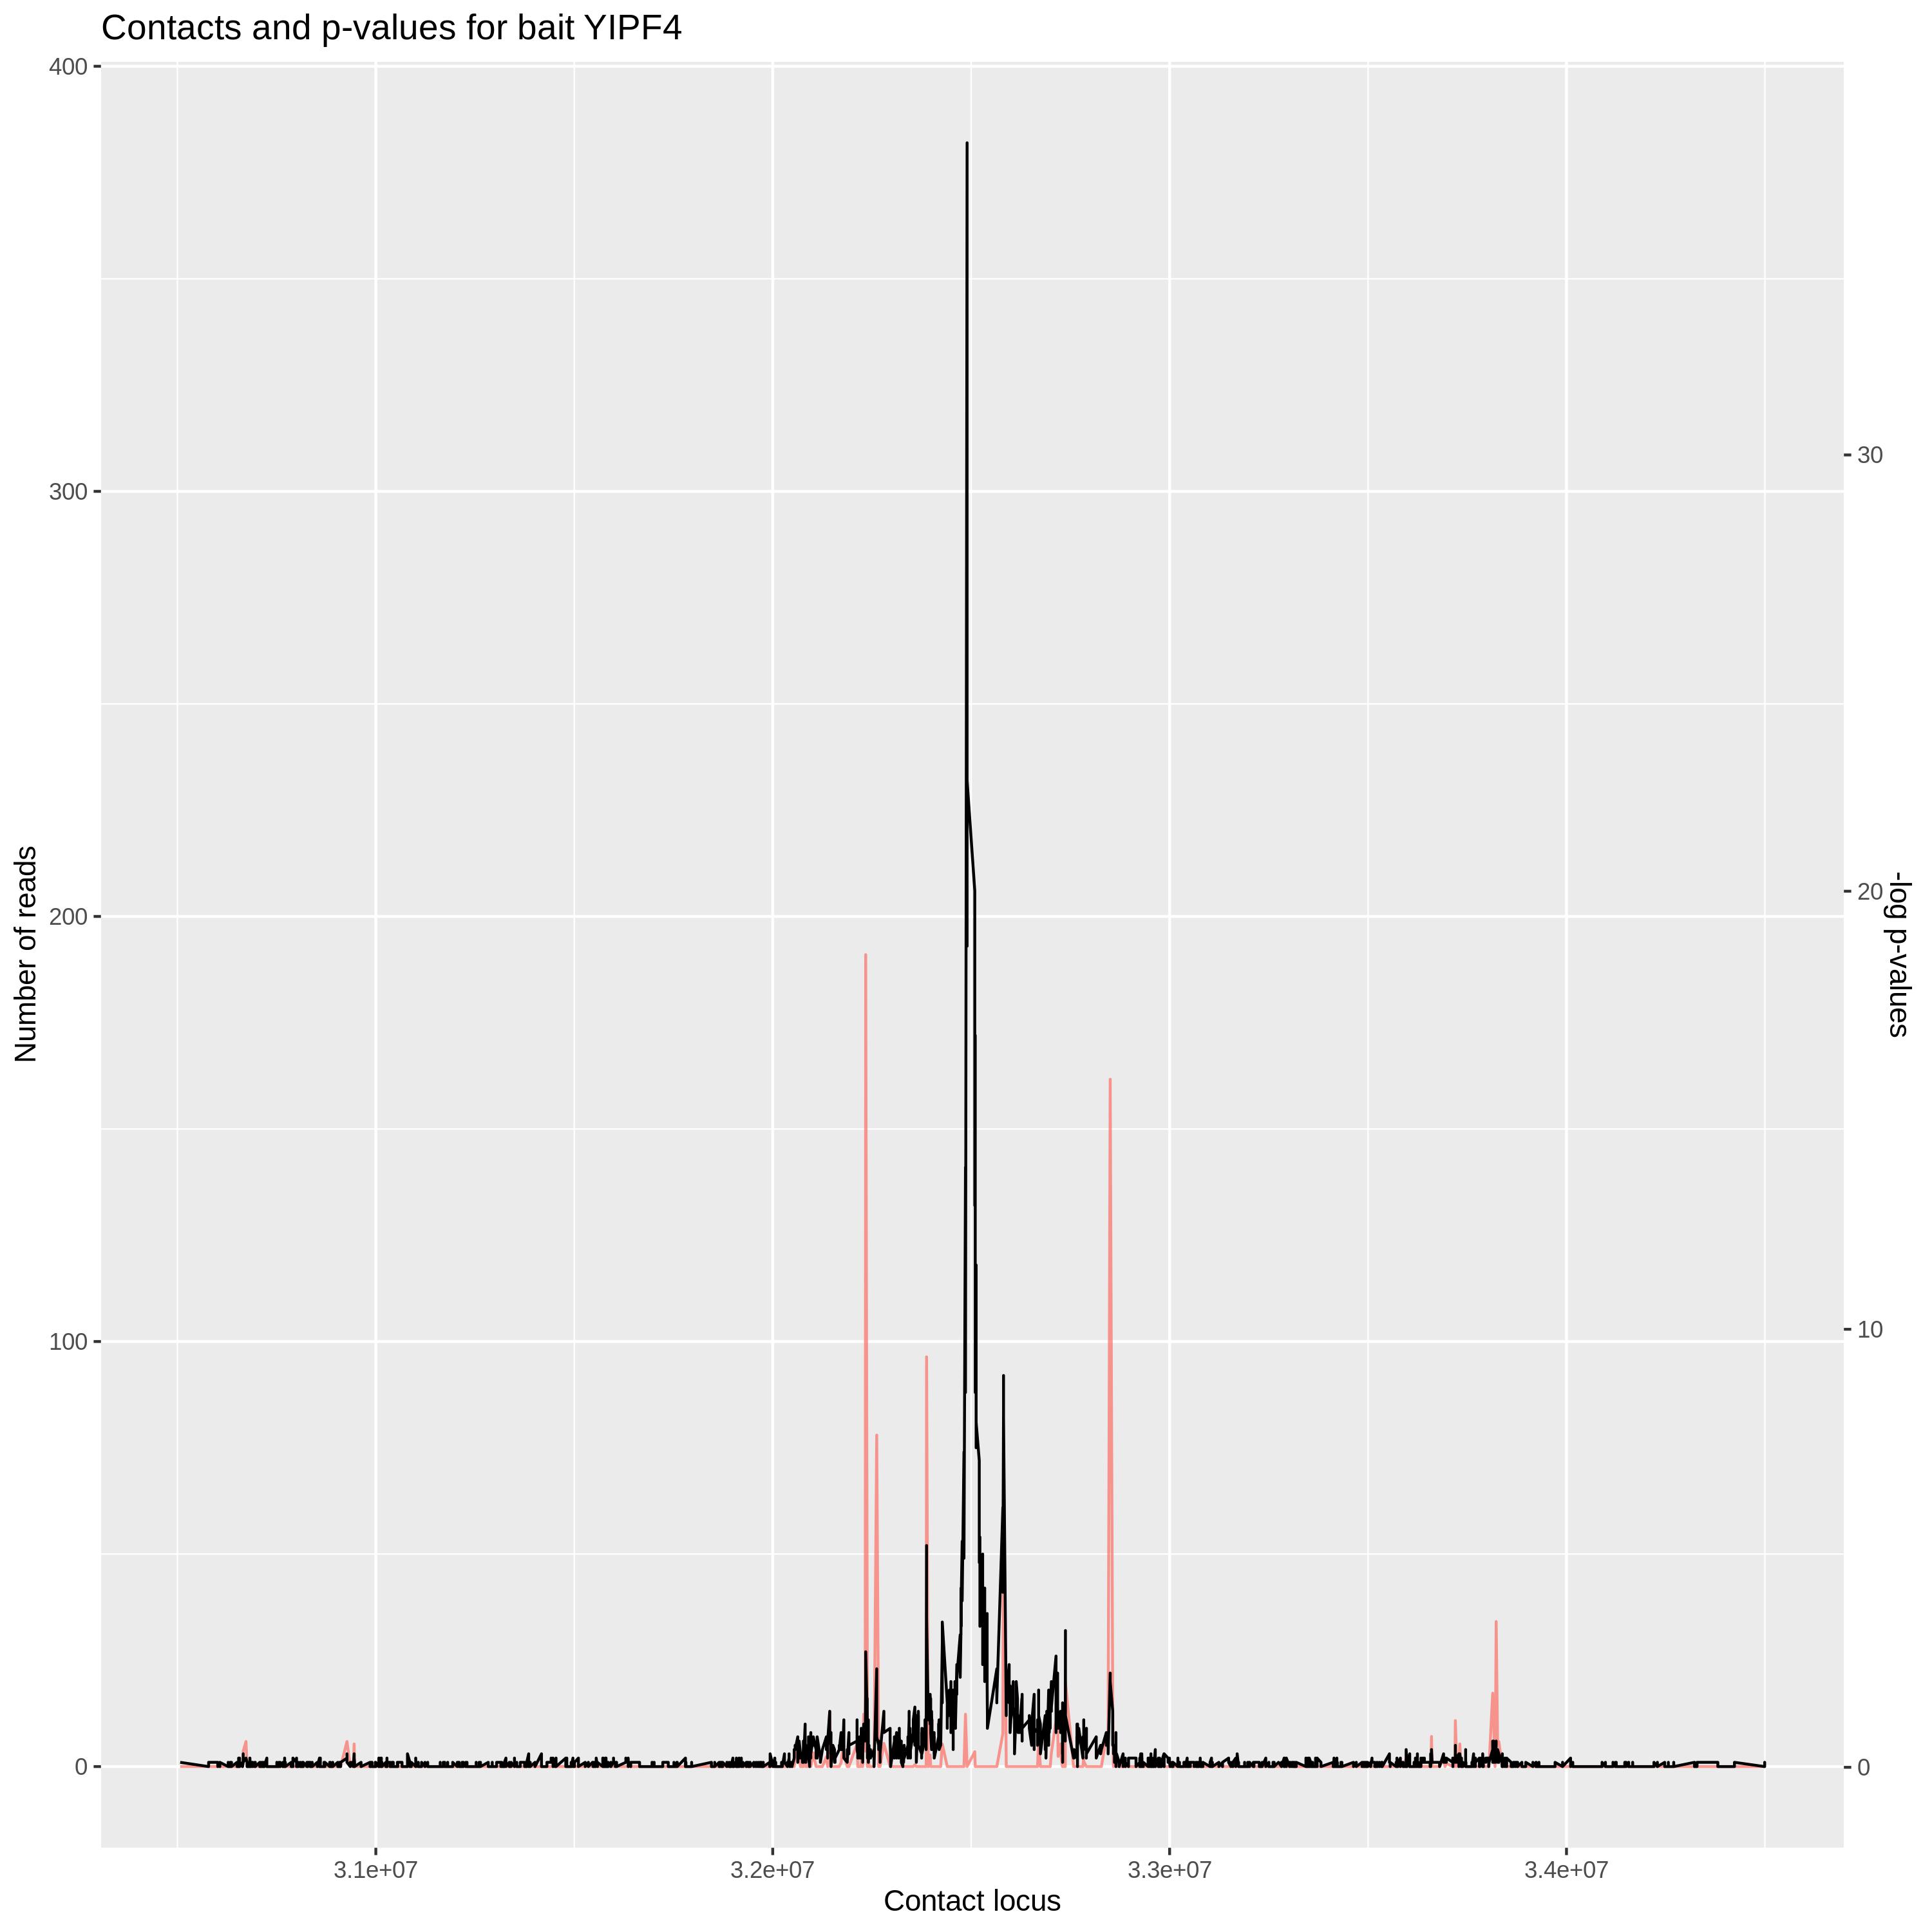 Contacts and p-values for bait YIPF4
400
300
200
100
0
Number of reads
30
20
10
0
-log p-values
3.1e+07
3.2e+07
3.3e+07
3.4e+07
Contact locus